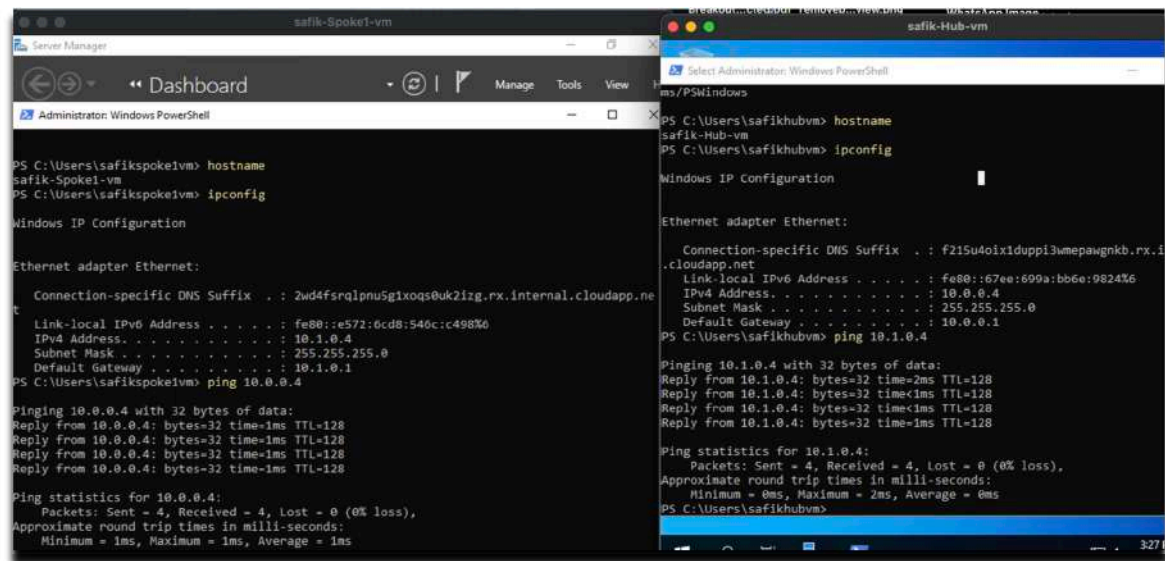 safik-Spoke1-vm
Server Manager
Dashboard
Manage Tools View
Administrator: Windows PowerShell
PS C:\Users\safikspoke1vm> hostname
safik-Spoke1-vm
PS C:\Users\safikspoke1vm> ipconfig
Windows IP Configuration
Ethernet adapter Ethernet:
Connection-specific DNS Suffix . : 2wd4fsrqlpnu5g1xoqs0uk2izg.rx.internal.cloudapp.ne
t
Link-local IPv6 Address . . . . . : fe80::e572:6cd8:546c:c498%6
IPv4 Address. . . . . . . . . . . : 10.1.0.4
Subnet Mask . . . . . . . . . . . : 255.255.255.0
Default Gateway . . . . . . . . . : 10.1.0.1
PS C:\Users\safikspoke1vm> ping 10.0.0.4
Pinging 10.0.0.4 with 32 bytes of data:
Reply from 10.0.0.4: bytes=32 time=1ms TTL=128
Reply from 10.0.0.4: bytes=32 time=1ms TTL=128
Reply from 10.0.0.4: bytes=32 time=1ms TTL=128
Reply from 10.0.0.4: bytes=32 time=1ms TTL=128
Ping statistics for 10.0.0.4:
Packets: Sent = 4, Received = 4, Lost = 0 (0% loss),
Approximate round trip times in milli-seconds:
Minimum = 1ms, Maximum = 1ms, Average = 1ms
WhatsApp Image
safik-Hub-vm
Select Administrator: Windows PowerShell
ms/PSWindows
PS C:\Users\safikhubvm> hostname
safik-Hub-vm
PS C:\Users\safikhubvm> ipconfig
Windows IP Configuration
Ethernet adapter Ethernet:
Connection-specific DNS Suffix . : f215u4oix1duppi3wmepawgnkb.rx.i
.cloudapp.net
Link-local IPv6 Address . . . . . : fe80::67ee:699a:bb6e:9824%6
IPv4 Address. . . . . . . . . . . : 10.0.0.4
Subnet Mask . . . . . . . . . . . : 255.255.255.0
Default Gateway . . . . . . . . . : 10.0.0.1
PS C:\Users\safikhubvm> ping 10.1.0.4
Pinging 10.1.0.4 with 32 bytes of data:
Reply from 10.1.0.4: bytes=32 time=2ms TTL=128
Reply from 10.1.0.4: bytes=32 time<1ms TTL=128
Reply from 10.1.0.4: bytes=32 time<1ms TTL=128
Reply from 10.1.0.4: bytes=32 time=1ms TTL=128
Ping statistics for 10.1.0.4:
Packets: Sent = 4, Received = 4, Lost = 0 (0% loss),
Approximate round trip times in milli-seconds:
Minimum = 0ms, Maximum = 2ms, Average = 0ms
PS C:\Users\safikhubvm>
3:27